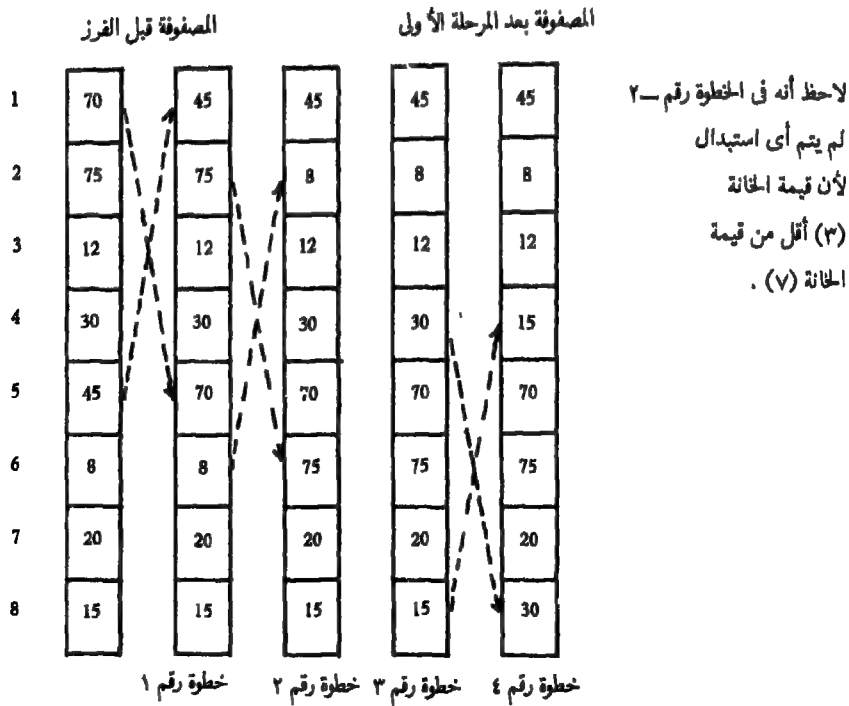 المصفوفة بعد المرحلة الأولى
المصفوفة قبل الفرز
لاحظ أنه فى الخطوة رقم —٢
لم يتم أى استبدال
لأن قيمة الخانة
(٣) أقل من قيمة
الخانة (٧) .
1 70 45 45 45 45
2 75 75 8 8 8
3 12 12 12 12 12
4 30 30 30 30 15
5 45 70 70 70 70
6 8 8 75 75 75
7 20 20 20 20 20
8 15 15 15 15 30
خطوة رقم ١ خطوة رقم ٢ خطوة رقم ٣ خطوة رقم ٤